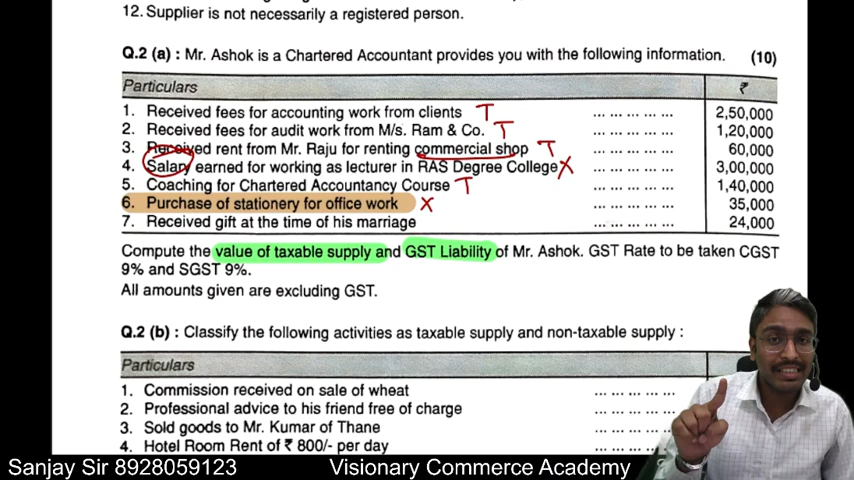 12. Supplier is not necessarily a registered person.
Q.2 (a) : Mr. Ashok is a Chartered Accountant provides you with the following information. (10)
Particulars ₹
1. Received fees for accounting work from clients T ... ... ... ... ... 2,50,000
2. Received fees for audit work from M/s. Ram & Co. T ... ... ... ... ... 1,20,000
3. Received rent from Mr. Raju for renting commercial shop T ... ... ... ... ... 60,000
4. Salary earned for working as lecturer in RAS Degree College X ... ... ... ... ... 3,00,000
5. Coaching for Chartered Accountancy Course T ... ... ... ... ... 1,40,000
6. Purchase of stationery for office work X ... ... ... ... ... 35,000
7. Received gift at the time of his marriage ... ... ... ... ... 24,000
Compute the value of taxable supply and GST Liability of Mr. Ashok. GST Rate to be taken CGST
9% and SGST 9%.
All amounts given are excluding GST.
Q.2 (b) : Classify the following activities as taxable supply and non-taxable supply :
Particulars
1. Commission received on sale of wheat ... ... ... ... ...
2. Professional advice to his friend free of charge ... ... ... ... ...
3. Sold goods to Mr. Kumar of Thane ... ... ... ... ...
4. Hotel Room Rent of ₹ 800/- per day ... ... ... ...
Sanjay Sir 8928059123 Visionary Commerce Academy